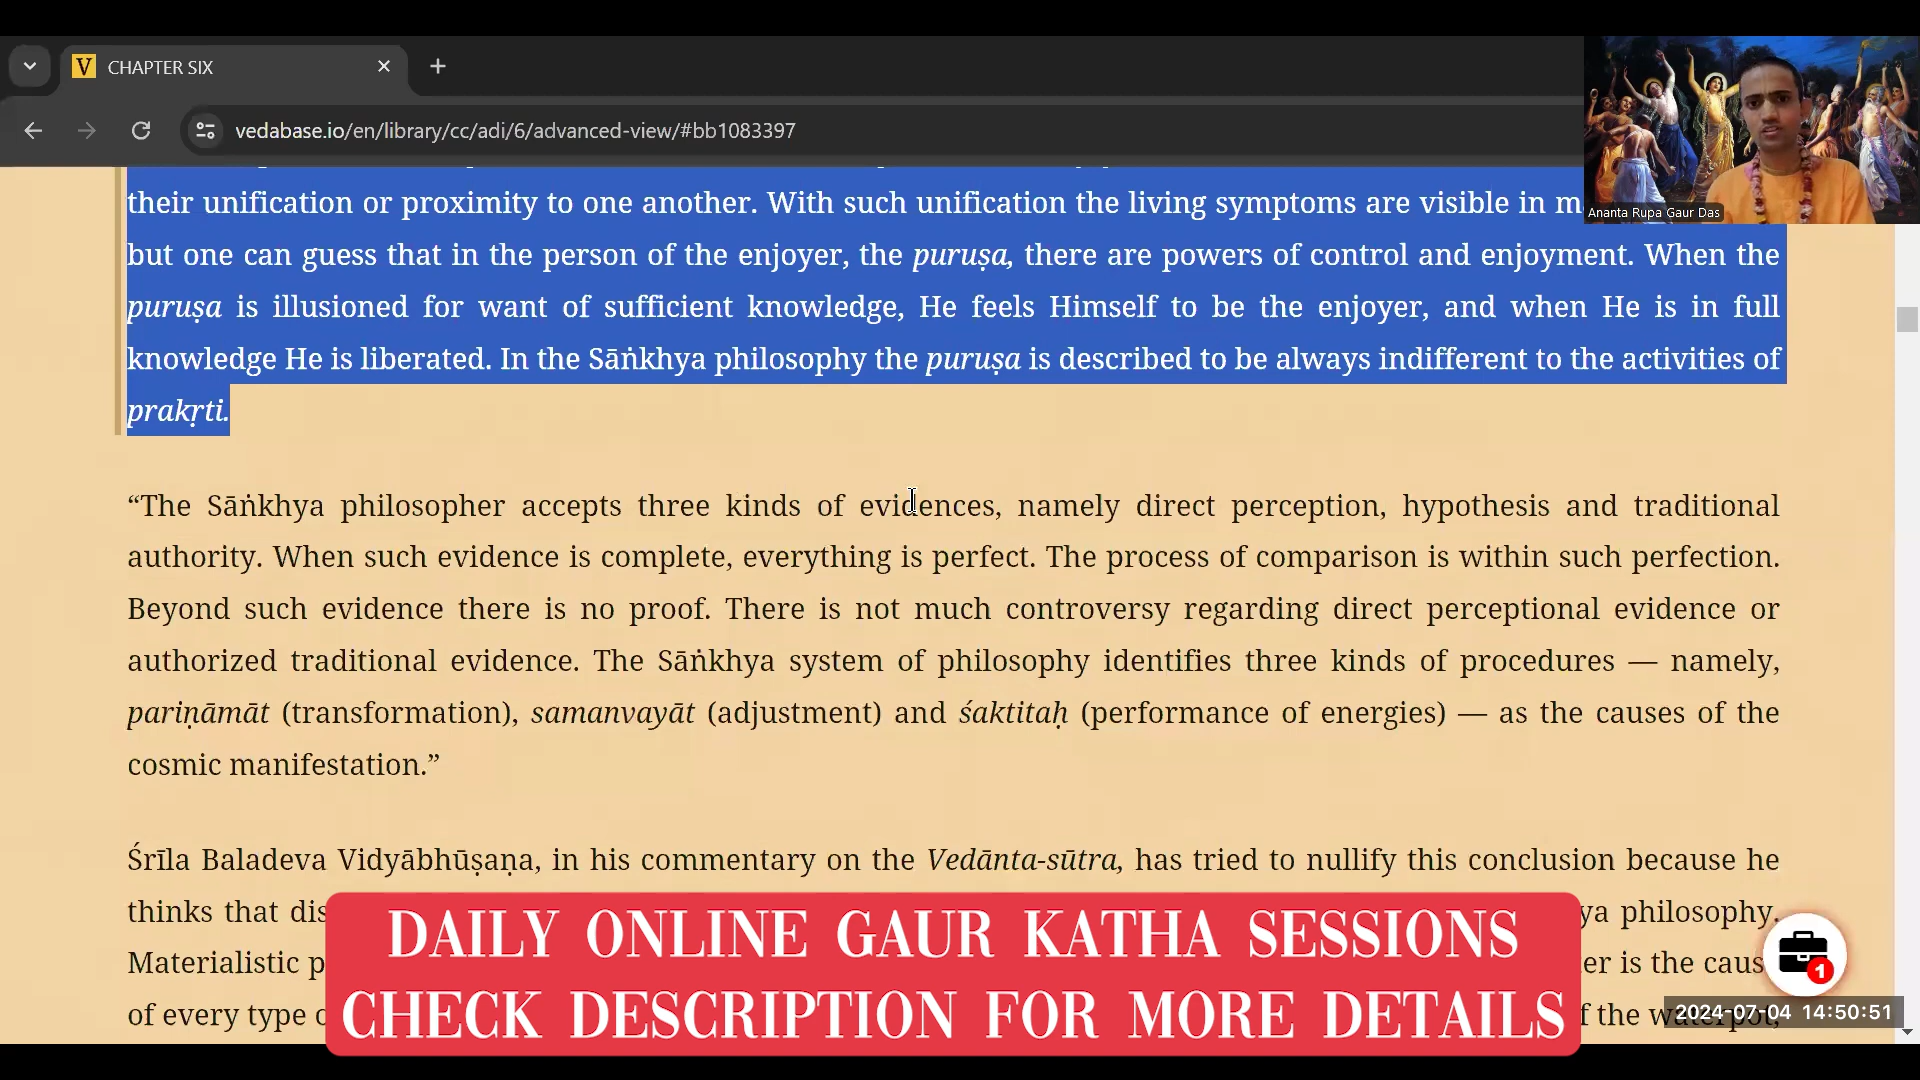 CHAPTER SIX
vedabase.io/en/library/cc/adi/6/advanced-view/#bb1083397
Ananta Rupa Gaur Das
their unification or proximity to one another. With such unification the living symptoms are visible in
but one can guess that in the person of the enjoyer, the puruṣa, there are powers of control and enjoyment. When the
puruṣa is illusioned for want of sufficient knowledge, He feels Himself to be the enjoyer, and when He is in full
knowledge He is liberated. In the Sāṅkhya philosophy the puruṣa is described to be always indifferent to the activities of
prakṛti.
“The Sāṅkhya philosopher accepts three kinds of evidences, namely direct perception, hypothesis and traditional
authority. When such evidence is complete, everything is perfect. The process of comparison is within such perfection.
Beyond such evidence there is no proof. There is not much controversy regarding direct perceptional evidence or
authorized traditional evidence. The Sāṅkhya system of philosophy identifies three kinds of procedures — namely,
pariṇāmāt (transformation), samanvayāt (adjustment) and śaktitaḥ (performance of energies) — as the causes of the
cosmic manifestation.”
Śrīla Baladeva Vidyābhūṣaṇa, in his commentary on the Vedānta-sūtra, has tried to nullify this conclusion because he
thinks that philosophy.
Materialistic is the
of every type the waterpot,
DAILY ONLINE GAUR KATHA SESSIONS
CHECK DESCRIPTION FOR MORE DETAILS
1
2024-07-04 14:50:51